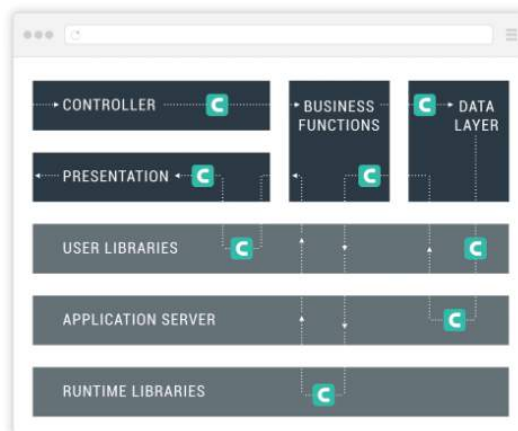 CONTROLLER
C
BUSINESS
FUNCTIONS
C
DATA
LAYER
PRESENTATION
C
C
USER LIBRARIES
C
C
APPLICATION SERVER
C
RUNTIME LIBRARIES
C